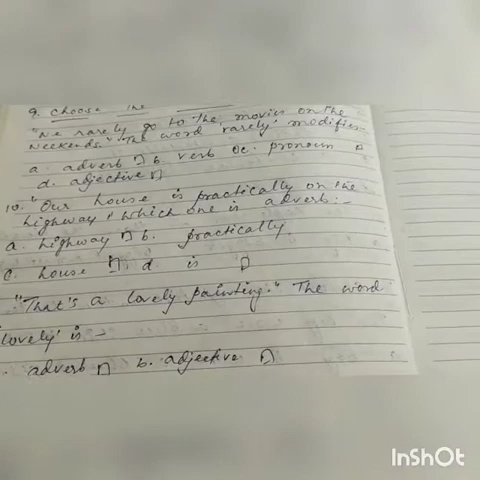 9. Choose the
"We rarely go to the movies on the
weekends." The word 'rarely' modifies
a. adverb b. verb c. pronoun
d. adjective
10. "Our house is practically on the
highway" which one is adverb:-
a. highway b. practically
c. house d is
"That's a lovely painting." The word
'lovely' is -
adverb b. adjective
InShOt